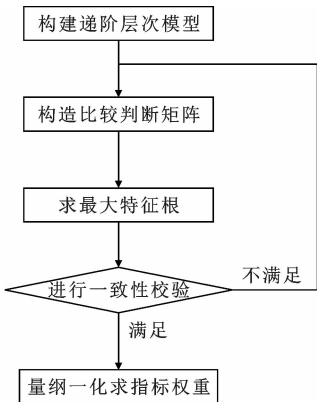 构建递阶层次模型
构造比较判断矩阵
求最大特征根
进行一致性校验
不满足
满足
量纲一化求指标权重